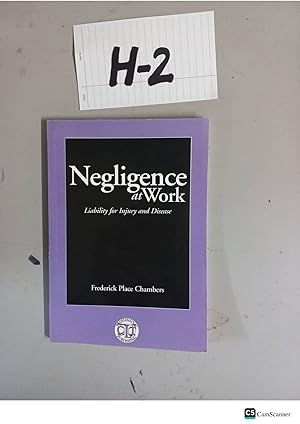 H-2
Negligence
at Work
Liability for Injury and Disease
Frederick Place Chambers
CS CamScanner